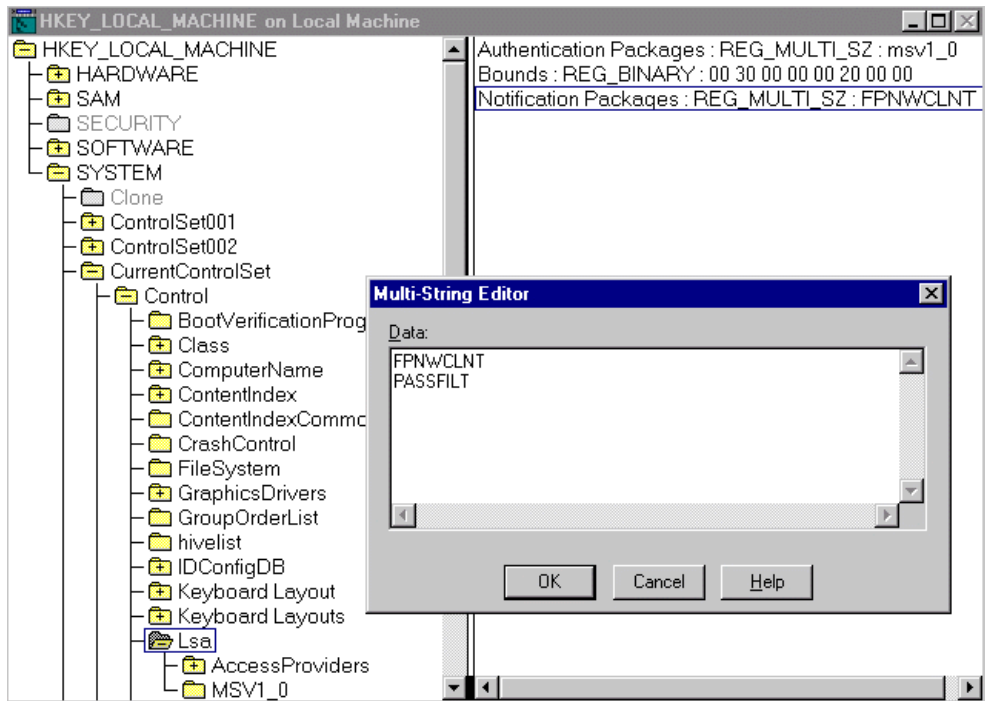 HKEY_LOCAL_MACHINE on Local Machine
HKEY_LOCAL_MACHINE
HARDWARE
SAM
SECURITY
SOFTWARE
SYSTEM
Clone
ControlSet001
ControlSet002
CurrentControlSet
Control
BootVerificationProg
Class
ComputerName
ContentIndex
ContentIndexCommo
CrashControl
FileSystem
GraphicsDrivers
GroupOrderList
hivelist
IDConfigDB
Keyboard Layout
Keyboard Layouts
Lsa
AccessProviders
MSV1_0
Authentication Packages : REG_MULTI_SZ : msv1_0
Bounds : REG_BINARY : 00 30 00 00 00 20 00 00
Notification Packages : REG_MULTI_SZ : FPNWCLNT
Multi-String Editor
Data:
FPNWCLNT
PASSFILT
OK Cancel Help